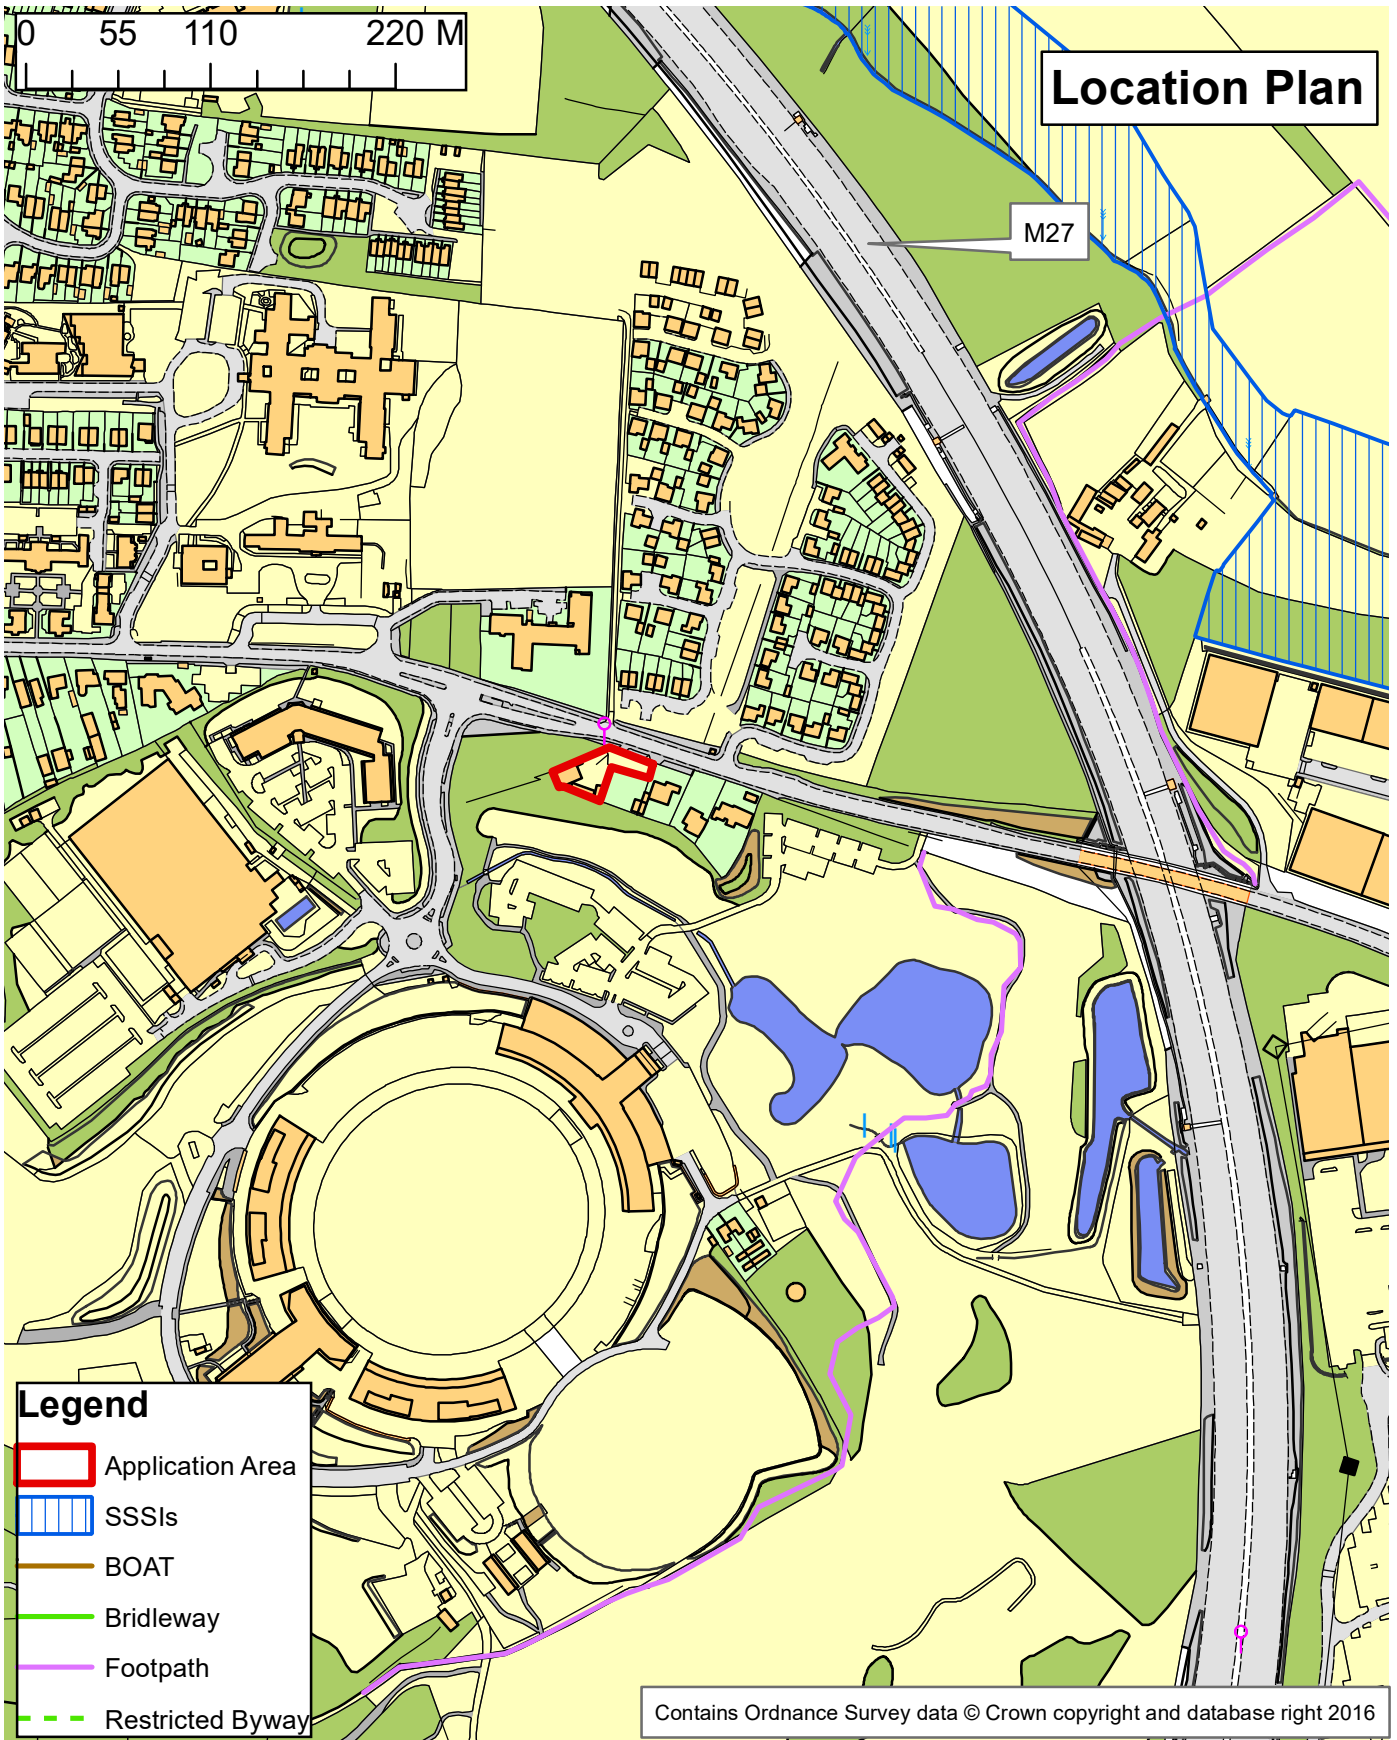 0 55 110 220 M
Location Plan
M27
Legend
Application Area
SSSIs
BOAT
Bridleway
Footpath
Restricted Byway
Contains Ordnance Survey data © Crown copyright and database right 2016